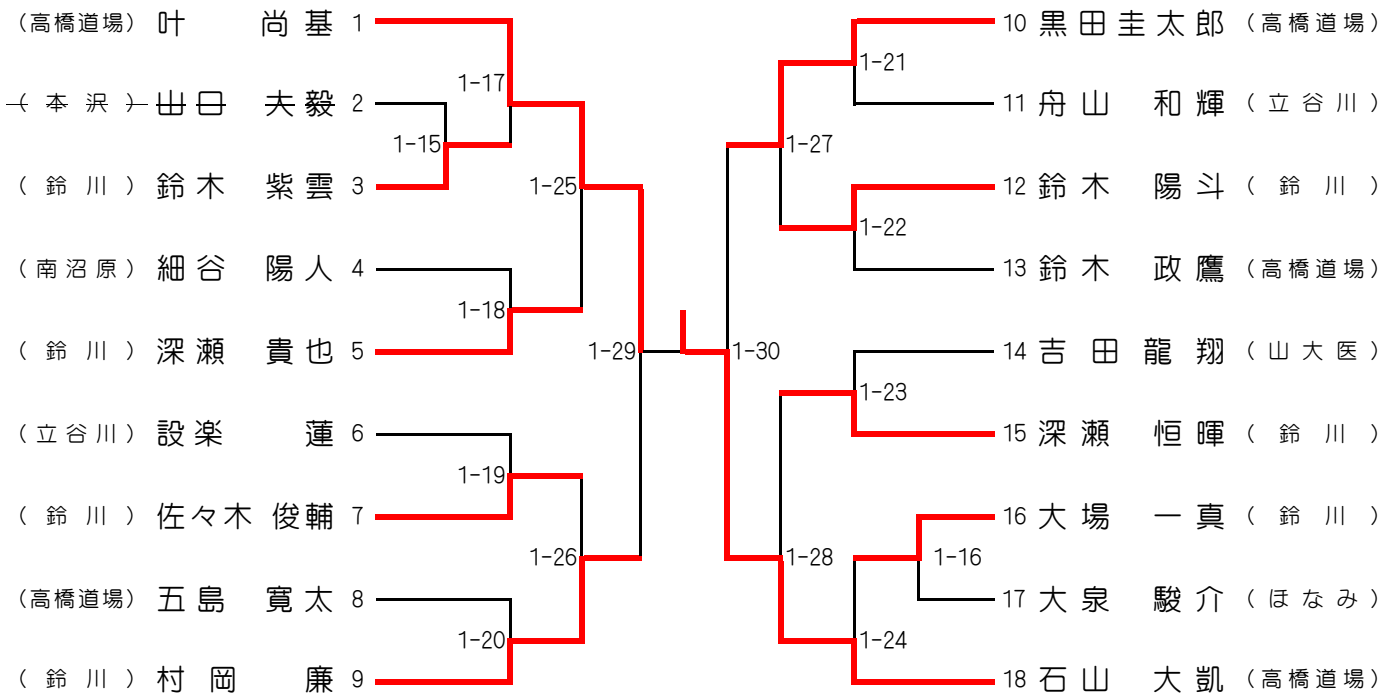 (高橋道場) 叶 尚基 1
1-17
(本沢) 山口 大毅 2
1-15
(鈴川) 鈴木 紫雲 3
1-25
(南沼原) 細谷 陽人 4
1-18
(鈴川) 深瀬 貴也 5
1-29
(立谷川) 設楽 蓮 6
1-19
(鈴川) 佐々木 俊輔 7
1-26
(高橋道場) 五島 寛太 8
1-20
(鈴川) 村岡 廉 9
10 黒田圭太郎 (高橋道場)
1-21
11 舟山 和輝 (立谷川)
1-27
12 鈴木 陽斗 (鈴川)
1-22
13 鈴木 政鷹 (高橋道場)
1-30
14 吉田龍翔 (山大医)
1-23
15 深瀬 恒暉 (鈴川)
16 大場 一真 (鈴川)
1-28
1-16
17 大泉 駿介 (ほなみ)
1-24
18 石山 大凱 (高橋道場)